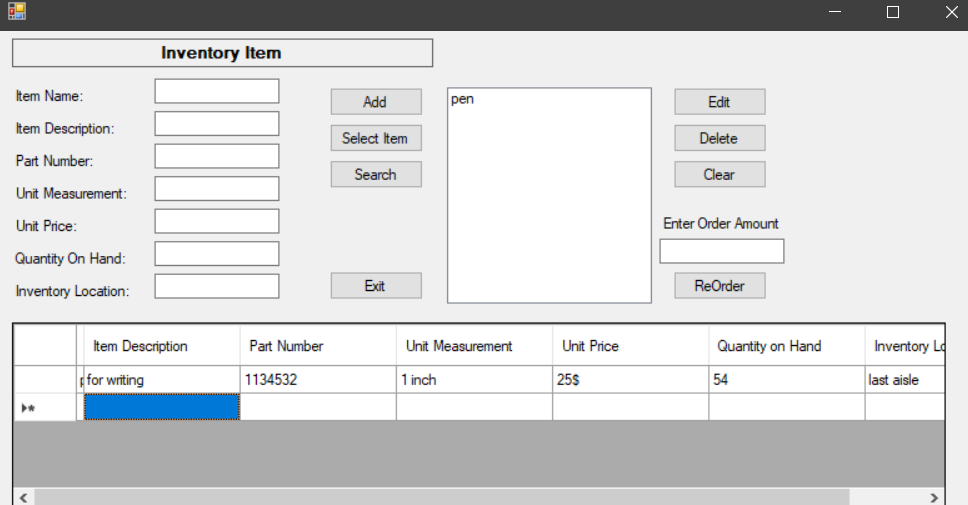 Inventory Item
Item Name:
Item Description:
Part Number:
Unit Measurement:
Unit Price:
Quantity On Hand:
Inventory Location:
Add
Select Item
Search
Exit
pen
Edit
Delete
Clear
Enter Order Amount
ReOrder
Item Description Part Number Unit Measurement Unit Price Quantity on Hand Inventory
for writing 1134532 1 inch 25$ 54 last aisle